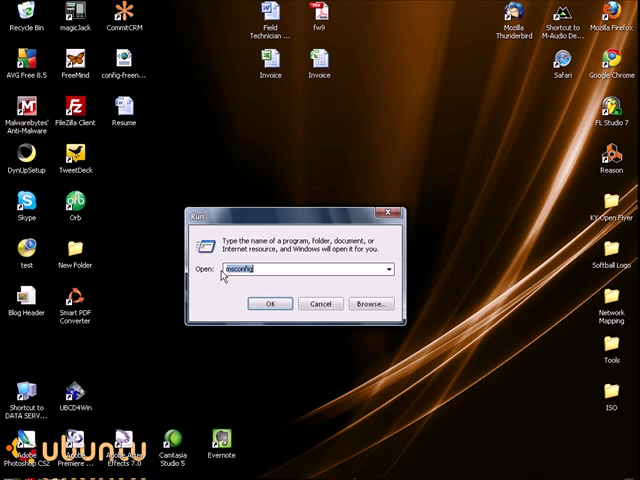 Recycle Bin
magicJack
CommitCRM
Field
Technician ...
fw9
Mozilla
Thunderbird
Shortcut to
M-Audio De...
Mozilla Firefox
AVG Free 8.5
FreeMind
config-freen...
Invoice
Invoice
Safari
Google Chrome
Malwarebytes'
Anti-Malware
FileZilla Client
Resume
FL Studio 7
DynUpSetup
TweetDeck
Reason
Skype
Orb
KY Open Flyer
test
New Folder
Softball Logo
Run
Type the name of a program, folder, document, or
Internet resource, and Windows will open it for you.
Open:
msconfig
OK
Cancel
Browse...
Blog Header
Smart PDF
Converter
Network
Mapping
Tools
Shortcut to
DATA SERV...
UBCD4Win
ISO
ubuntu
Adobe
Photoshop CS2
Adobe
Premiere ...
Adobe After
Effects 7.0
Camtasia
Studio 5
Evernote